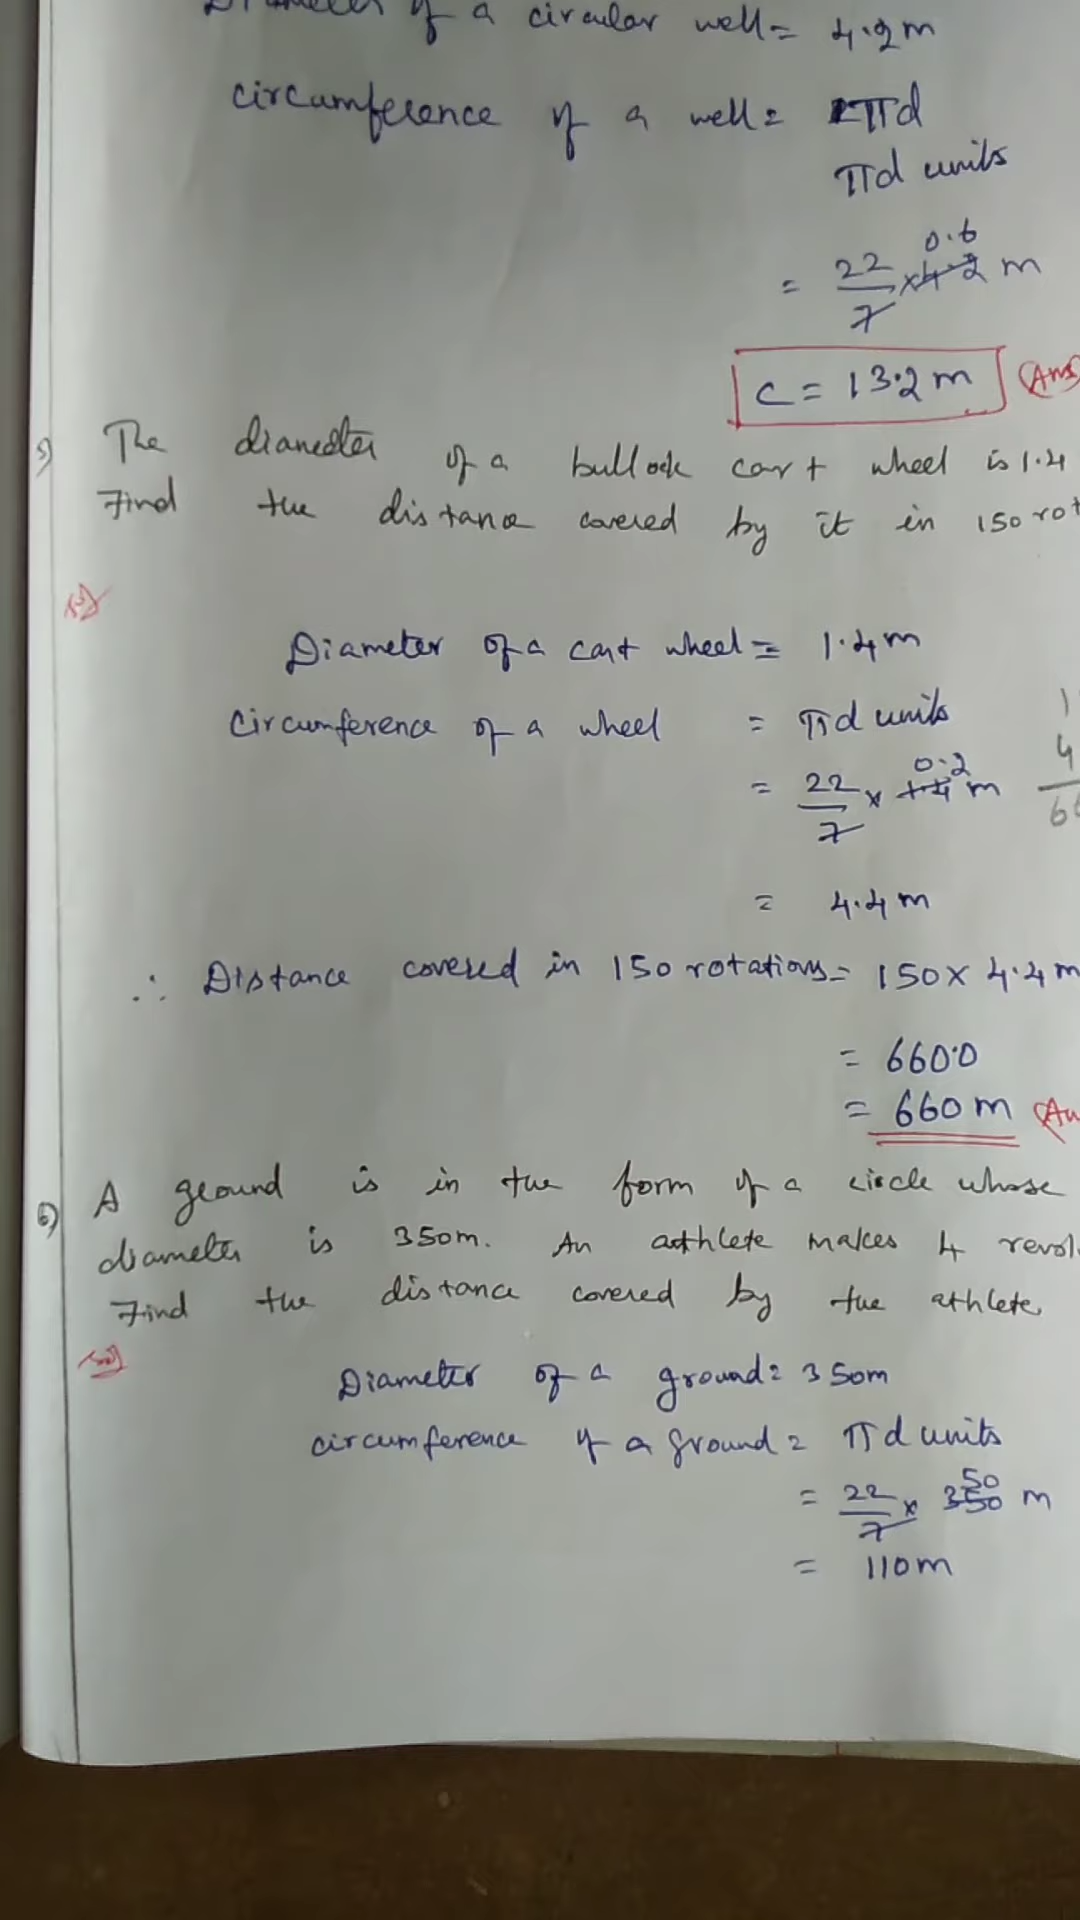 Diameter of a circular well = 4.2m
circumference of a well = πd
πd units
0.6
= 22/7 × 4.2 m
C = 13.2 m Ans
5) The diameter of a bullock cart wheel is 1.4
Find the distance covered by it in 150 rot
Sol)
Diameter of a cart wheel = 1.4m
Circumference of a wheel = πd units
0.2
= 22/7 × 1.4 m
= 4.4m
∴ Distance covered in 150 rotations = 150 × 4.4 m
= 660.0
= 660 m
6) A ground is in the form of a circle whose
diameter is 350m. An athlete makes 4 revol
Find the distance covered by the athlete
Sol)
Diameter of a ground = 350m
circumference of a ground = πd units
50
= 22/7 × 350 m
= 110m